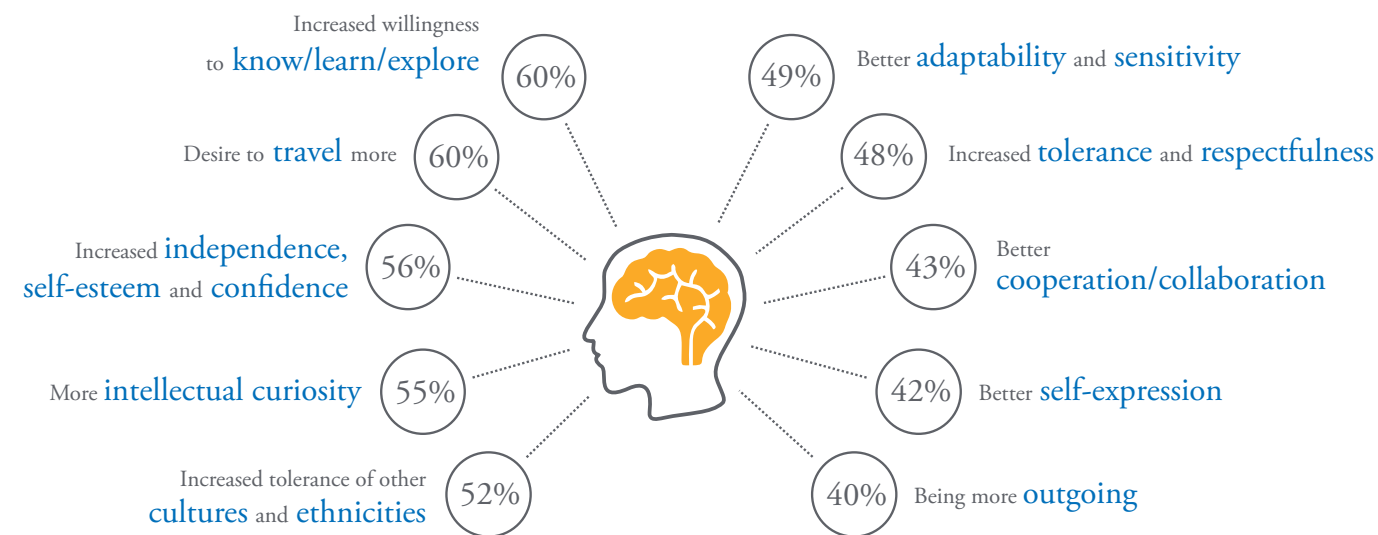 Increased willingness
to know/learn/explore
60%
Desire to travel more
60%
Increased independence,
self-esteem and confidence
56%
More intellectual curiosity
55%
Increased tolerance of other
cultures and ethnicities
52%
49%
Better adaptability and sensitivity
48%
Increased tolerance and respectfulness
43%
Better
cooperation/collaboration
42%
Better self-expression
40%
Being more outgoing